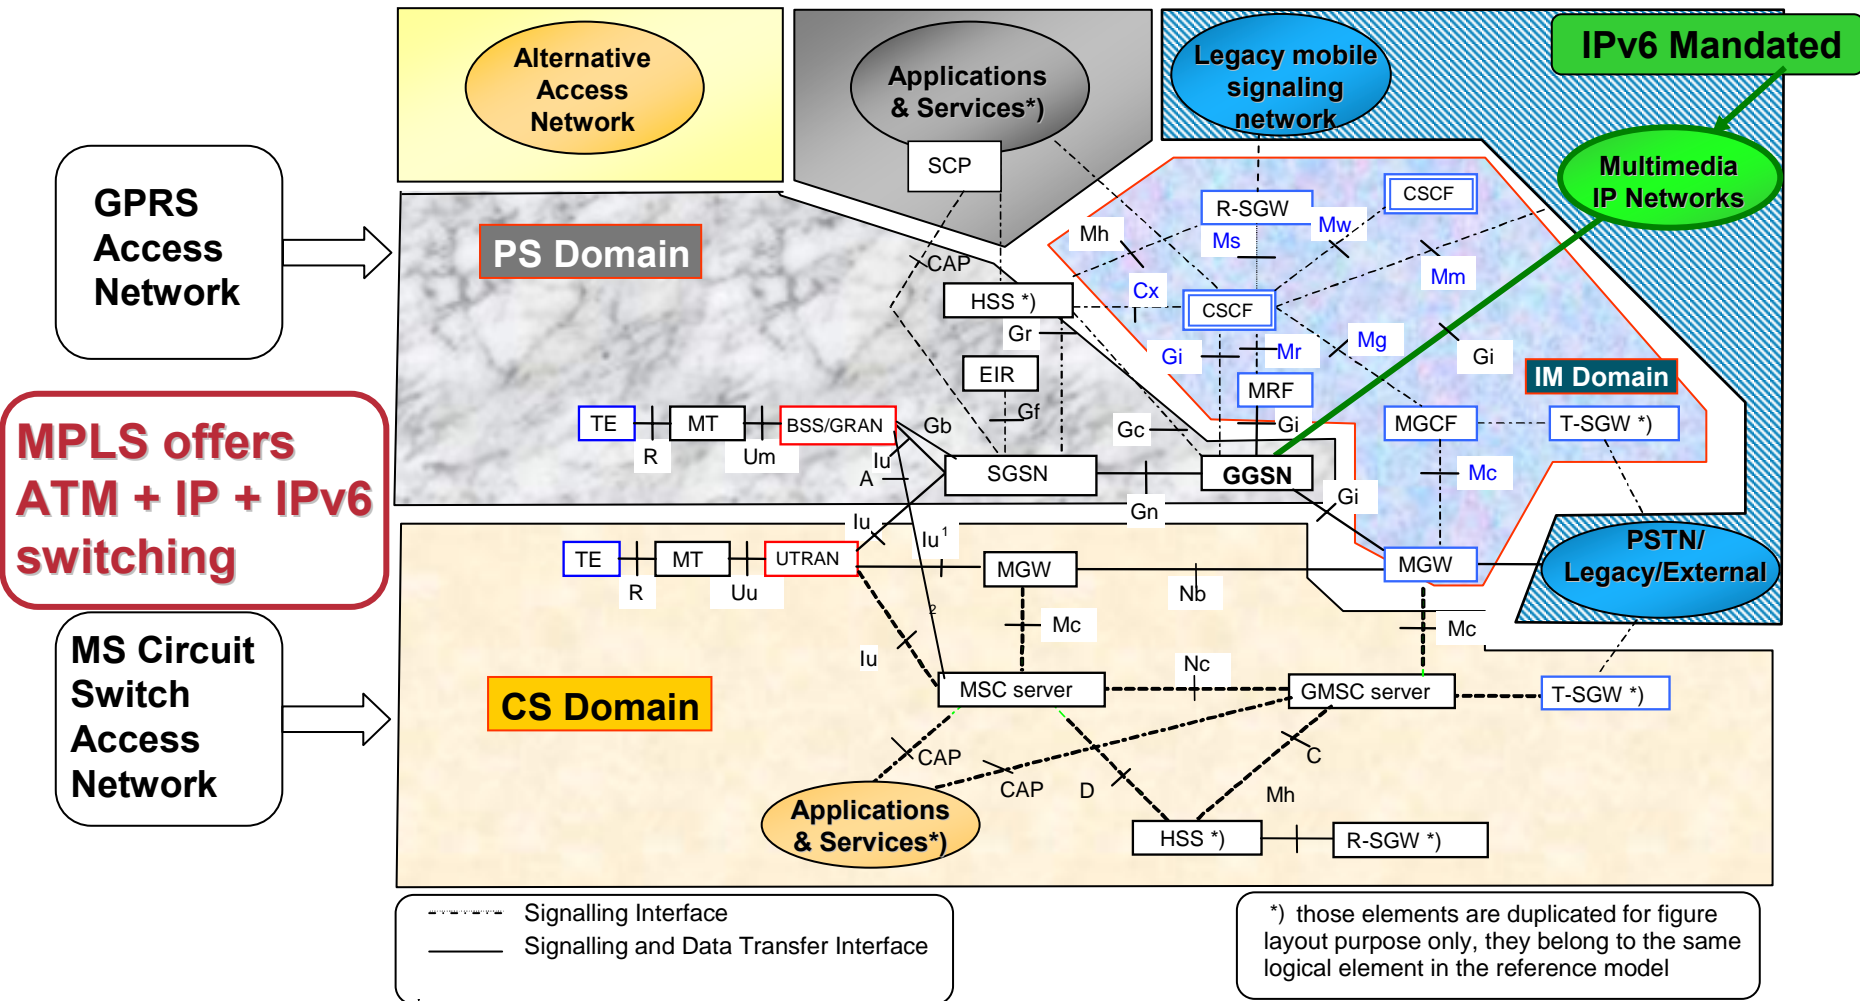 Alternative
Access
Network
Applications
& Services*)
SCP
Legacy mobile
signaling
network
IPv6 Mandated
Multimedia
IP Networks
GPRS
Access
Network
PS Domain
CAP
HSS *)
Gr
EIR
Gf
TE
R
MT
Um
BSS/GRAN
Gb
Iu
A
SGSN
Gn
GGSN
Gc
Mh
R-SGW
Ms
Mw
CSCF
Mm
Cx
CSCF
Gi
Mr
Mg
Gi
MRF
Gi
IM Domain
MGCF
T-SGW *)
Mc
Gi
MPLS offers
ATM + IP + IPv6
switching
TE
R
MT
Uu
UTRAN
Iu
Iu 1
MGW
Nb
MGW
PSTN/
Legacy/External
2
Iu
Mc
Mc
MS Circuit
Switch
Access
Network
CS Domain
MSC server
Nc
GMSC server
T-SGW *)
CAP
CAP
D
C
Mh
Applications
& Services*)
HSS *)
R-SGW *)
Signalling Interface
Signalling and Data Transfer Interface
*) those elements are duplicated for figure
layout purpose only, they belong to the same
logical element in the reference model